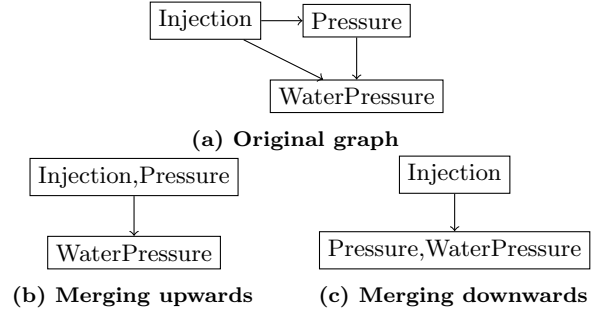 Injection Pressure
WaterPressure
(a) Original graph
Injection,Pressure
WaterPressure
(b) Merging upwards
Injection
Pressure,WaterPressure
(c) Merging downwards